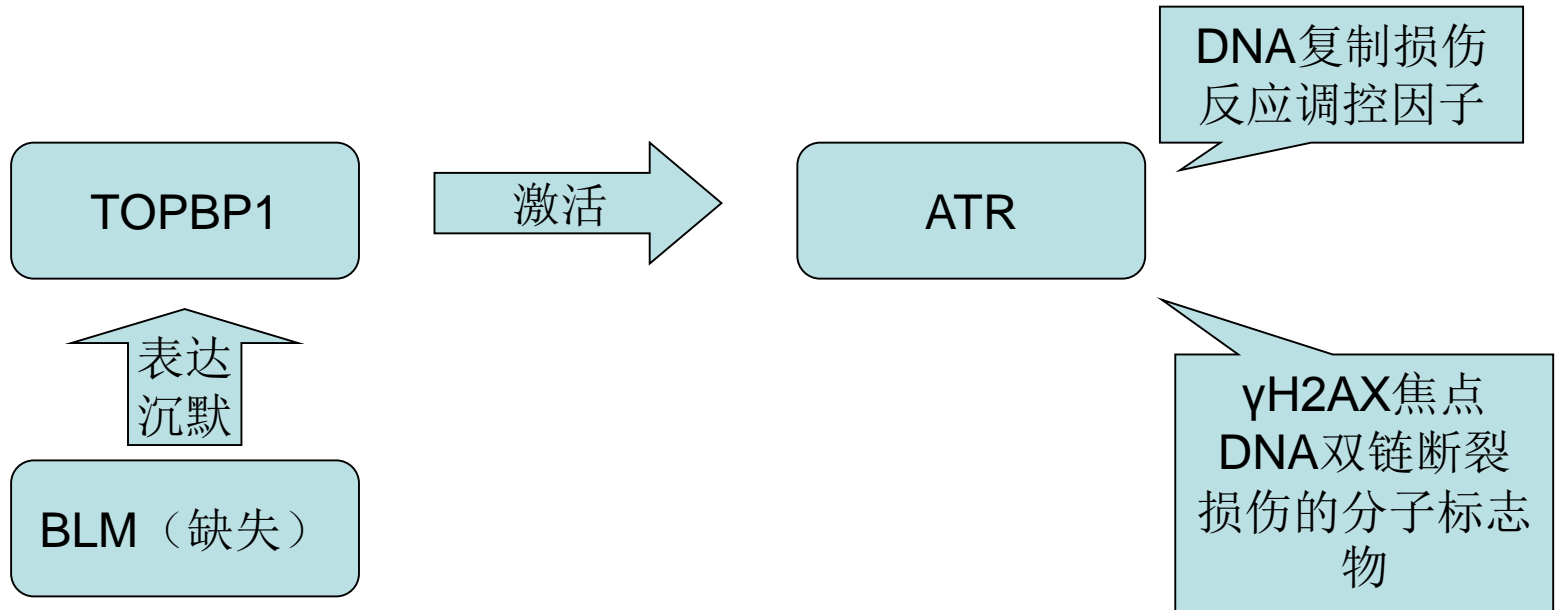 DNA复制损伤
反应调控因子
TOPBP1
激活
ATR
表达
沉默
BLM（缺失）
γH2AX焦点
DNA双链断裂
损伤的分子标志
物